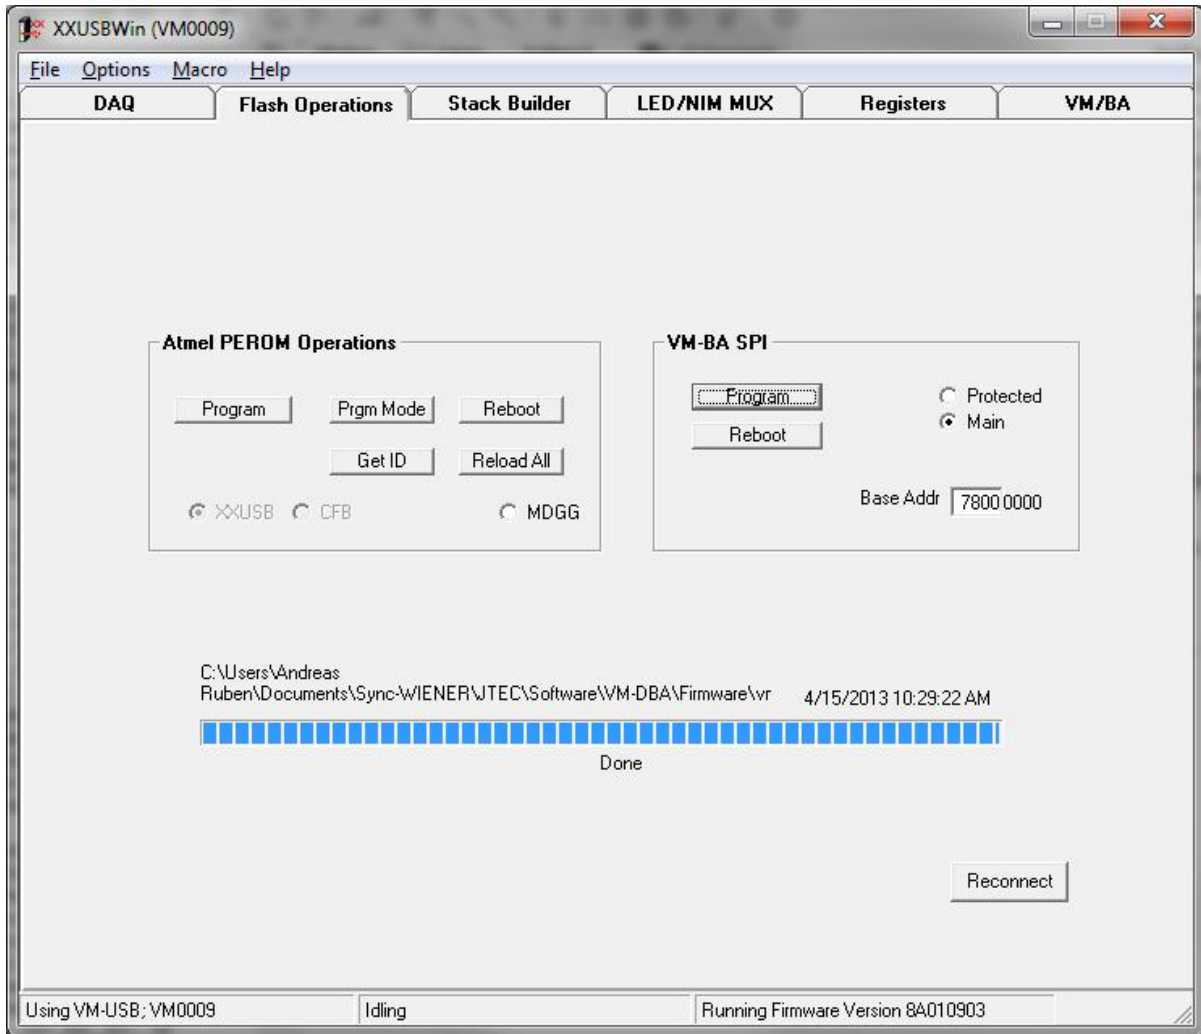 XXUSBWin (VM0009)
File Options Macro Help
DAQ Flash Operations Stack Builder LED/NIM MUX Registers VM/BA
Atmel PEROM Operations
Program Prgm Mode Reboot
Get ID Reload All
XXUSB CFB MDGG
VM-BA SPI
Program Protected
Main
Reboot
Base Addr 7800 0000
C:\Users\Andreas
Ruben\Documents\Sync-WIENER\JTEC\Software\VM-DBA\Firmware\vr 4/15/2013 10:29:22 AM
Done
Reconnect
Using VM-USB; VM0009 Idling Running Firmware Version 8A010903